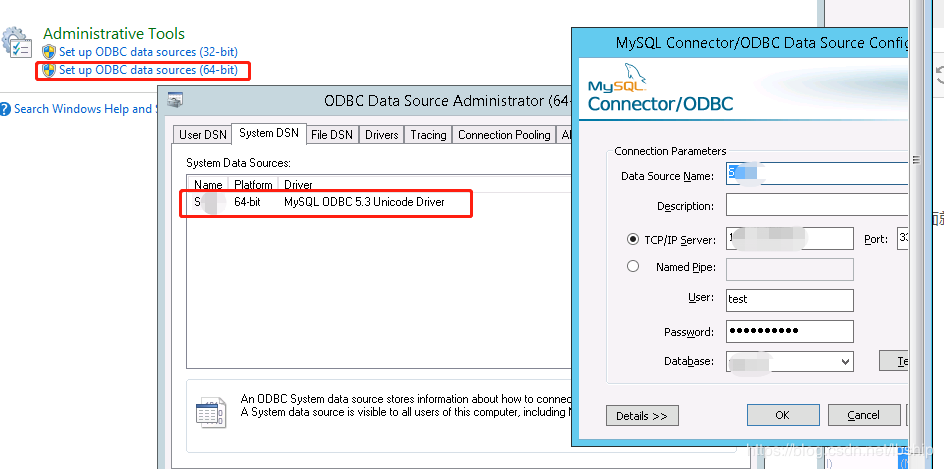 Administrative Tools
Set up ODBC data sources (32-bit)
Set up ODBC data sources (64-bit)
Search Windows Help and
ODBC Data Source Administrator (64-
User DSN System DSN File DSN Drivers Tracing Connection Pooling
System Data Sources:
Name Platform Driver
S 64-bit MySQL ODBC 5.3 Unicode Driver
An ODBC System data source stores information about how to connec
A System data source is visible to all users of this computer, including
MySQL Connector/ODBC Data Source Config
MySQL
Connector/ODBC
Connection Parameters
Data Source Name: S
Description:
TCP/IP Server: 1 Port: 33
Named Pipe:
User: test
Password: ●●●●●●●●●●
Database:
Te
Details >> OK Cancel
https://blog.csdn.net/lbship